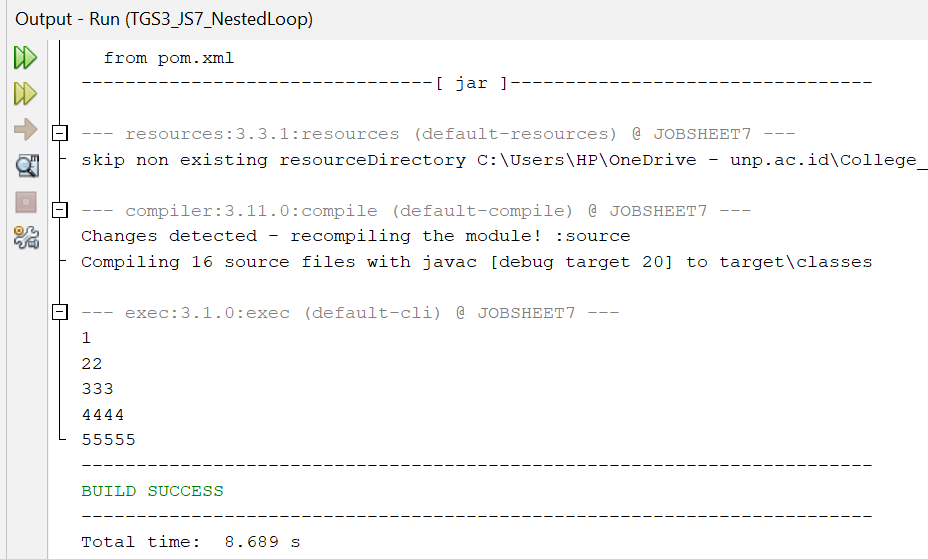 Output - Run (TGS3_JS7_NestedLoop)
from pom.xml
--------------------------------[ jar ]---------------------------------
--- resources:3.3.1:resources (default-resources) @ JOBSHEET7 ---
skip non existing resourceDirectory C:\Users\HP\OneDrive - unp.ac.id\College_
--- compiler:3.11.0:compile (default-compile) @ JOBSHEET7 ---
Changes detected - recompiling the module! :source
Compiling 16 source files with javac [debug target 20] to target\classes
--- exec:3.1.0:exec (default-cli) @ JOBSHEET7 ---
1
22
333
4444
55555
------------------------------------------------------------------------
BUILD SUCCESS
------------------------------------------------------------------------
Total time:  8.689 s